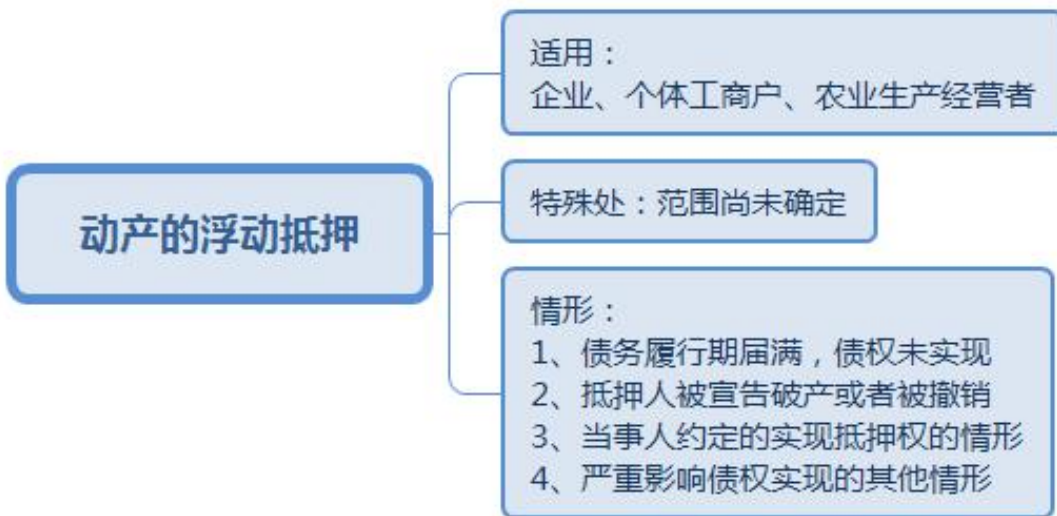 动产的浮动抵押
适用：
企业、个体工商户、农业生产经营者
特殊处：范围尚未确定
情形：
1、债务履行期届满，债权未实现
2、抵押人被宣告破产或者被撤销
3、当事人约定的实现抵押权的情形
4、严重影响债权实现的其他情形